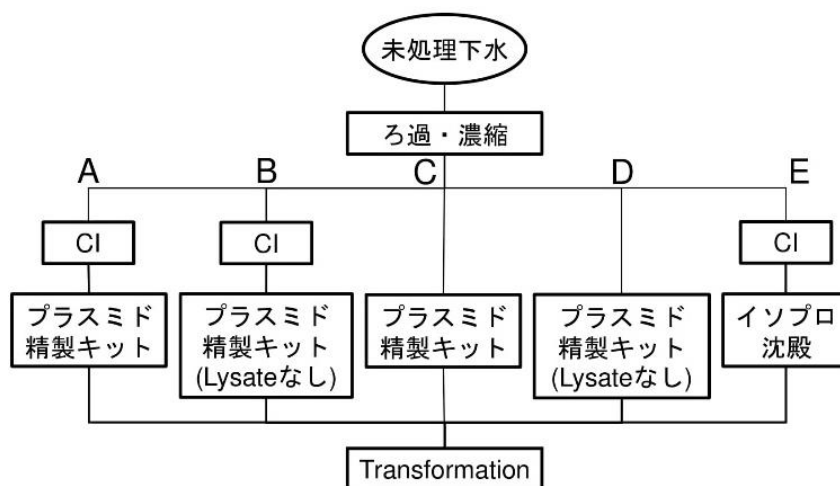 未処理下水
ろ過・濃縮
A
B
C
D
E
CI
CI
CI
プラスミド
精製キット
プラスミド
精製キット
(Lysateなし)
プラスミド
精製キット
プラスミド
精製キット
(Lysateなし)
イソプロ
沈殿
Transformation